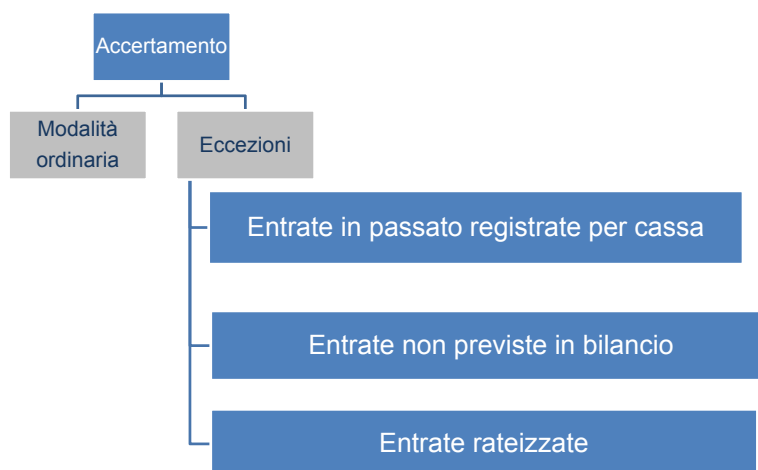 Accertamento
Modalità
ordinaria
Eccezioni
Entrate in passato registrate per cassa
Entrate non previste in bilancio
Entrate rateizzate